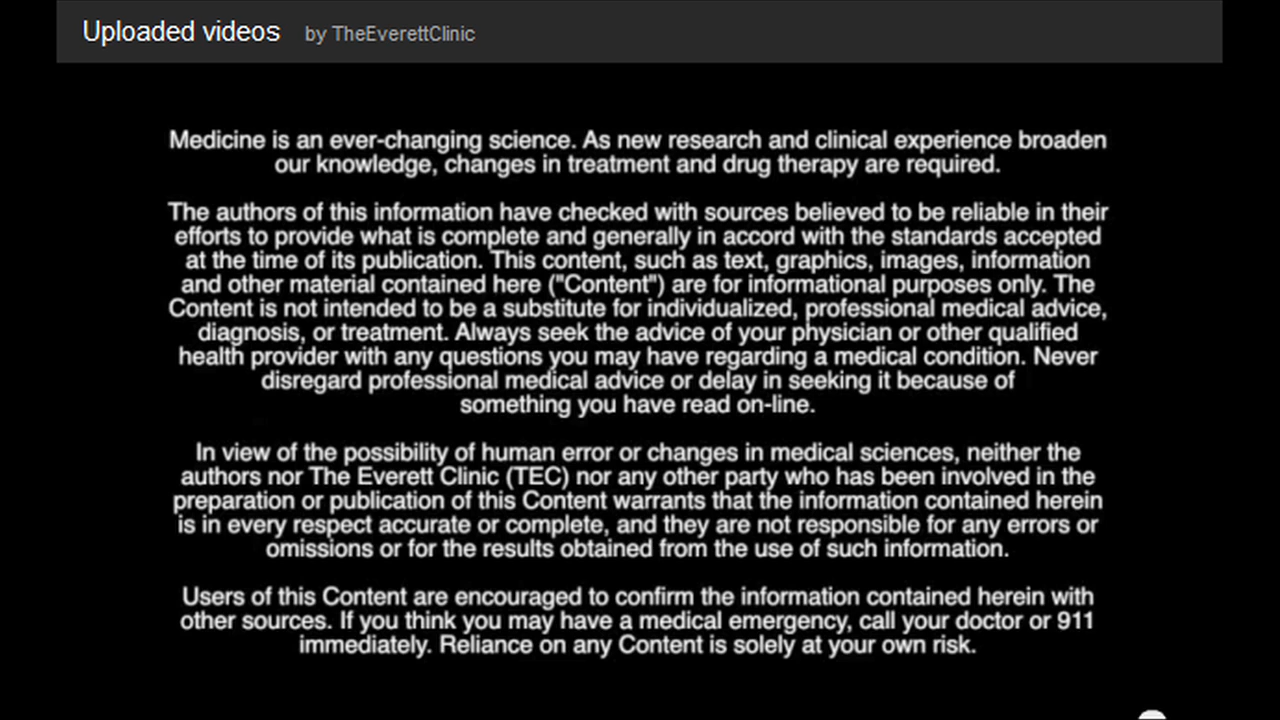 Uploaded videos by TheEverettClinic
Medicine is an ever-changing science. As new research and clinical experience broaden
our knowledge, changes in treatment and drug therapy are required.
The authors of this information have checked with sources believed to be reliable in their
efforts to provide what is complete and generally in accord with the standards accepted
at the time of its publication. This content, such as text, graphics, images, information
and other material contained here ("Content") are for informational purposes only. The
Content is not intended to be a substitute for individualized, professional medical advice,
diagnosis, or treatment. Always seek the advice of your physician or other qualified
health provider with any questions you may have regarding a medical condition. Never
disregard professional medical advice or delay in seeking it because of
something you have read on-line.
In view of the possibility of human error or changes in medical sciences, neither the
authors nor The Everett Clinic (TEC) nor any other party who has been involved in the
preparation or publication of this Content warrants that the information contained herein
is in every respect accurate or complete, and they are not responsible for any errors or
omissions or for the results obtained from the use of such information.
Users of this Content are encouraged to confirm the information contained herein with
other sources. If you think you may have a medical emergency, call your doctor or 911
immediately. Reliance on any Content is solely at your own risk.